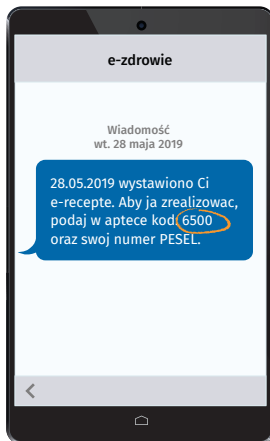 e-zdrowie
Wiadomość
wt. 28 maja 2019
28.05.2019 wystawiono Ci
e-recepte. Aby ja zrealizowac,
podaj w aptece kod: 6500
oraz swoj numer PESEL.